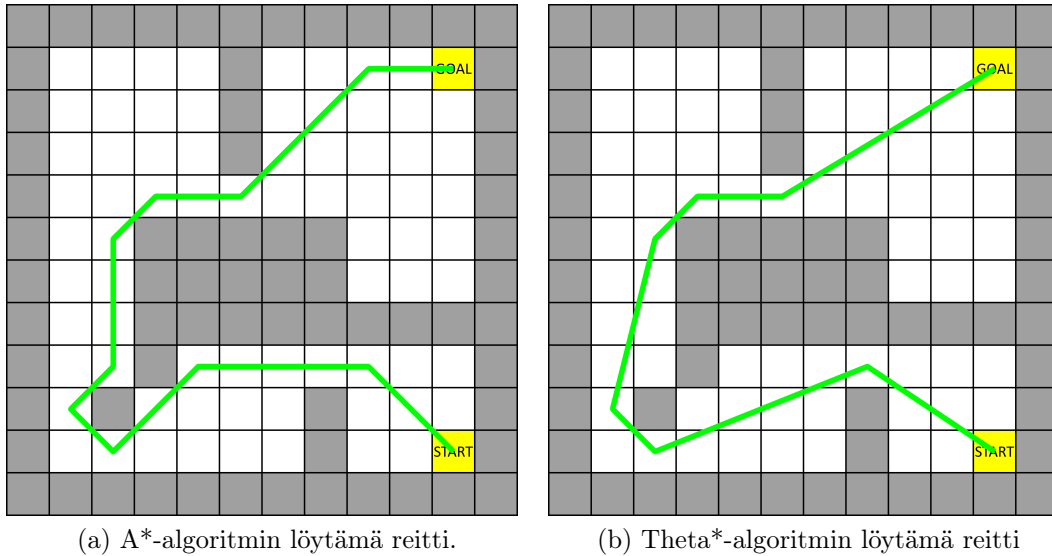 GOAL
START
(a) A*-algoritmin löytämä reitti.
GOAL
START
(b) Theta*-algoritmin löytämä reitti